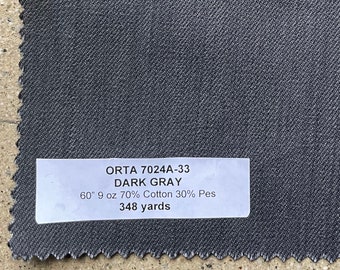 ORTA 7024A-33
DARK GRAY
60" 9 oz 70% Cotton 30% Pes
348 yards